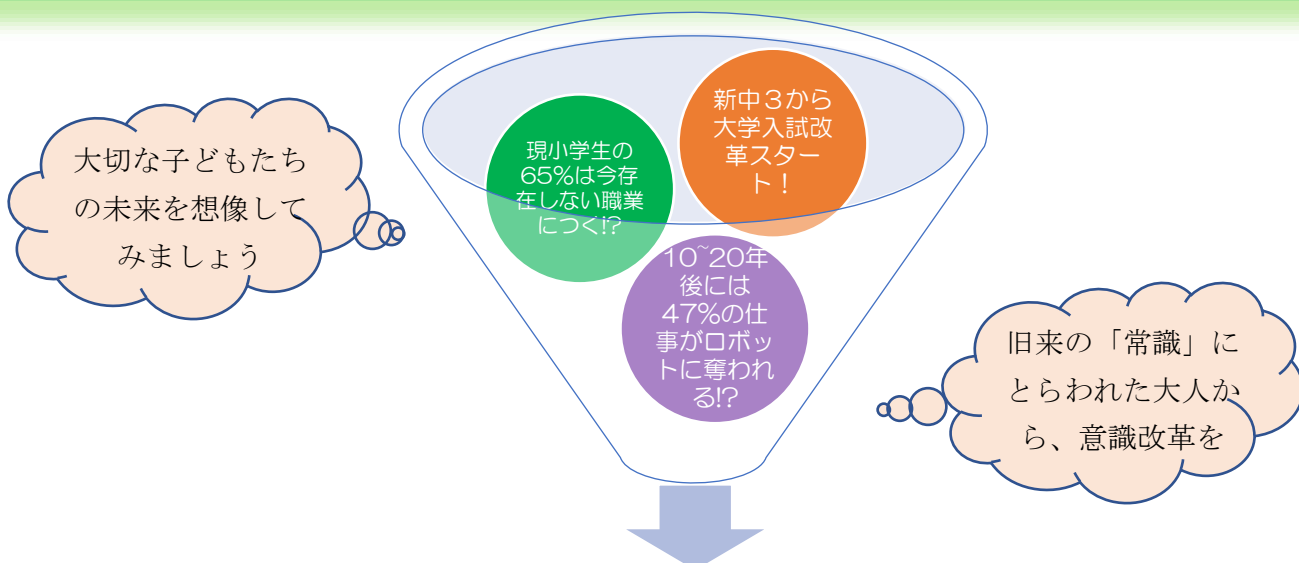 大切な子どもたち
の未来を想像して
みましょう
現小学生の
65%は今存
在しない職業
につく!?
新中３から
大学入試改
革スター
ト！
10~20年
後には
47%の仕
事がロボッ
トに奪われ
る!?
旧来の「常識」に
とらわれた大人か
ら、意識改革を